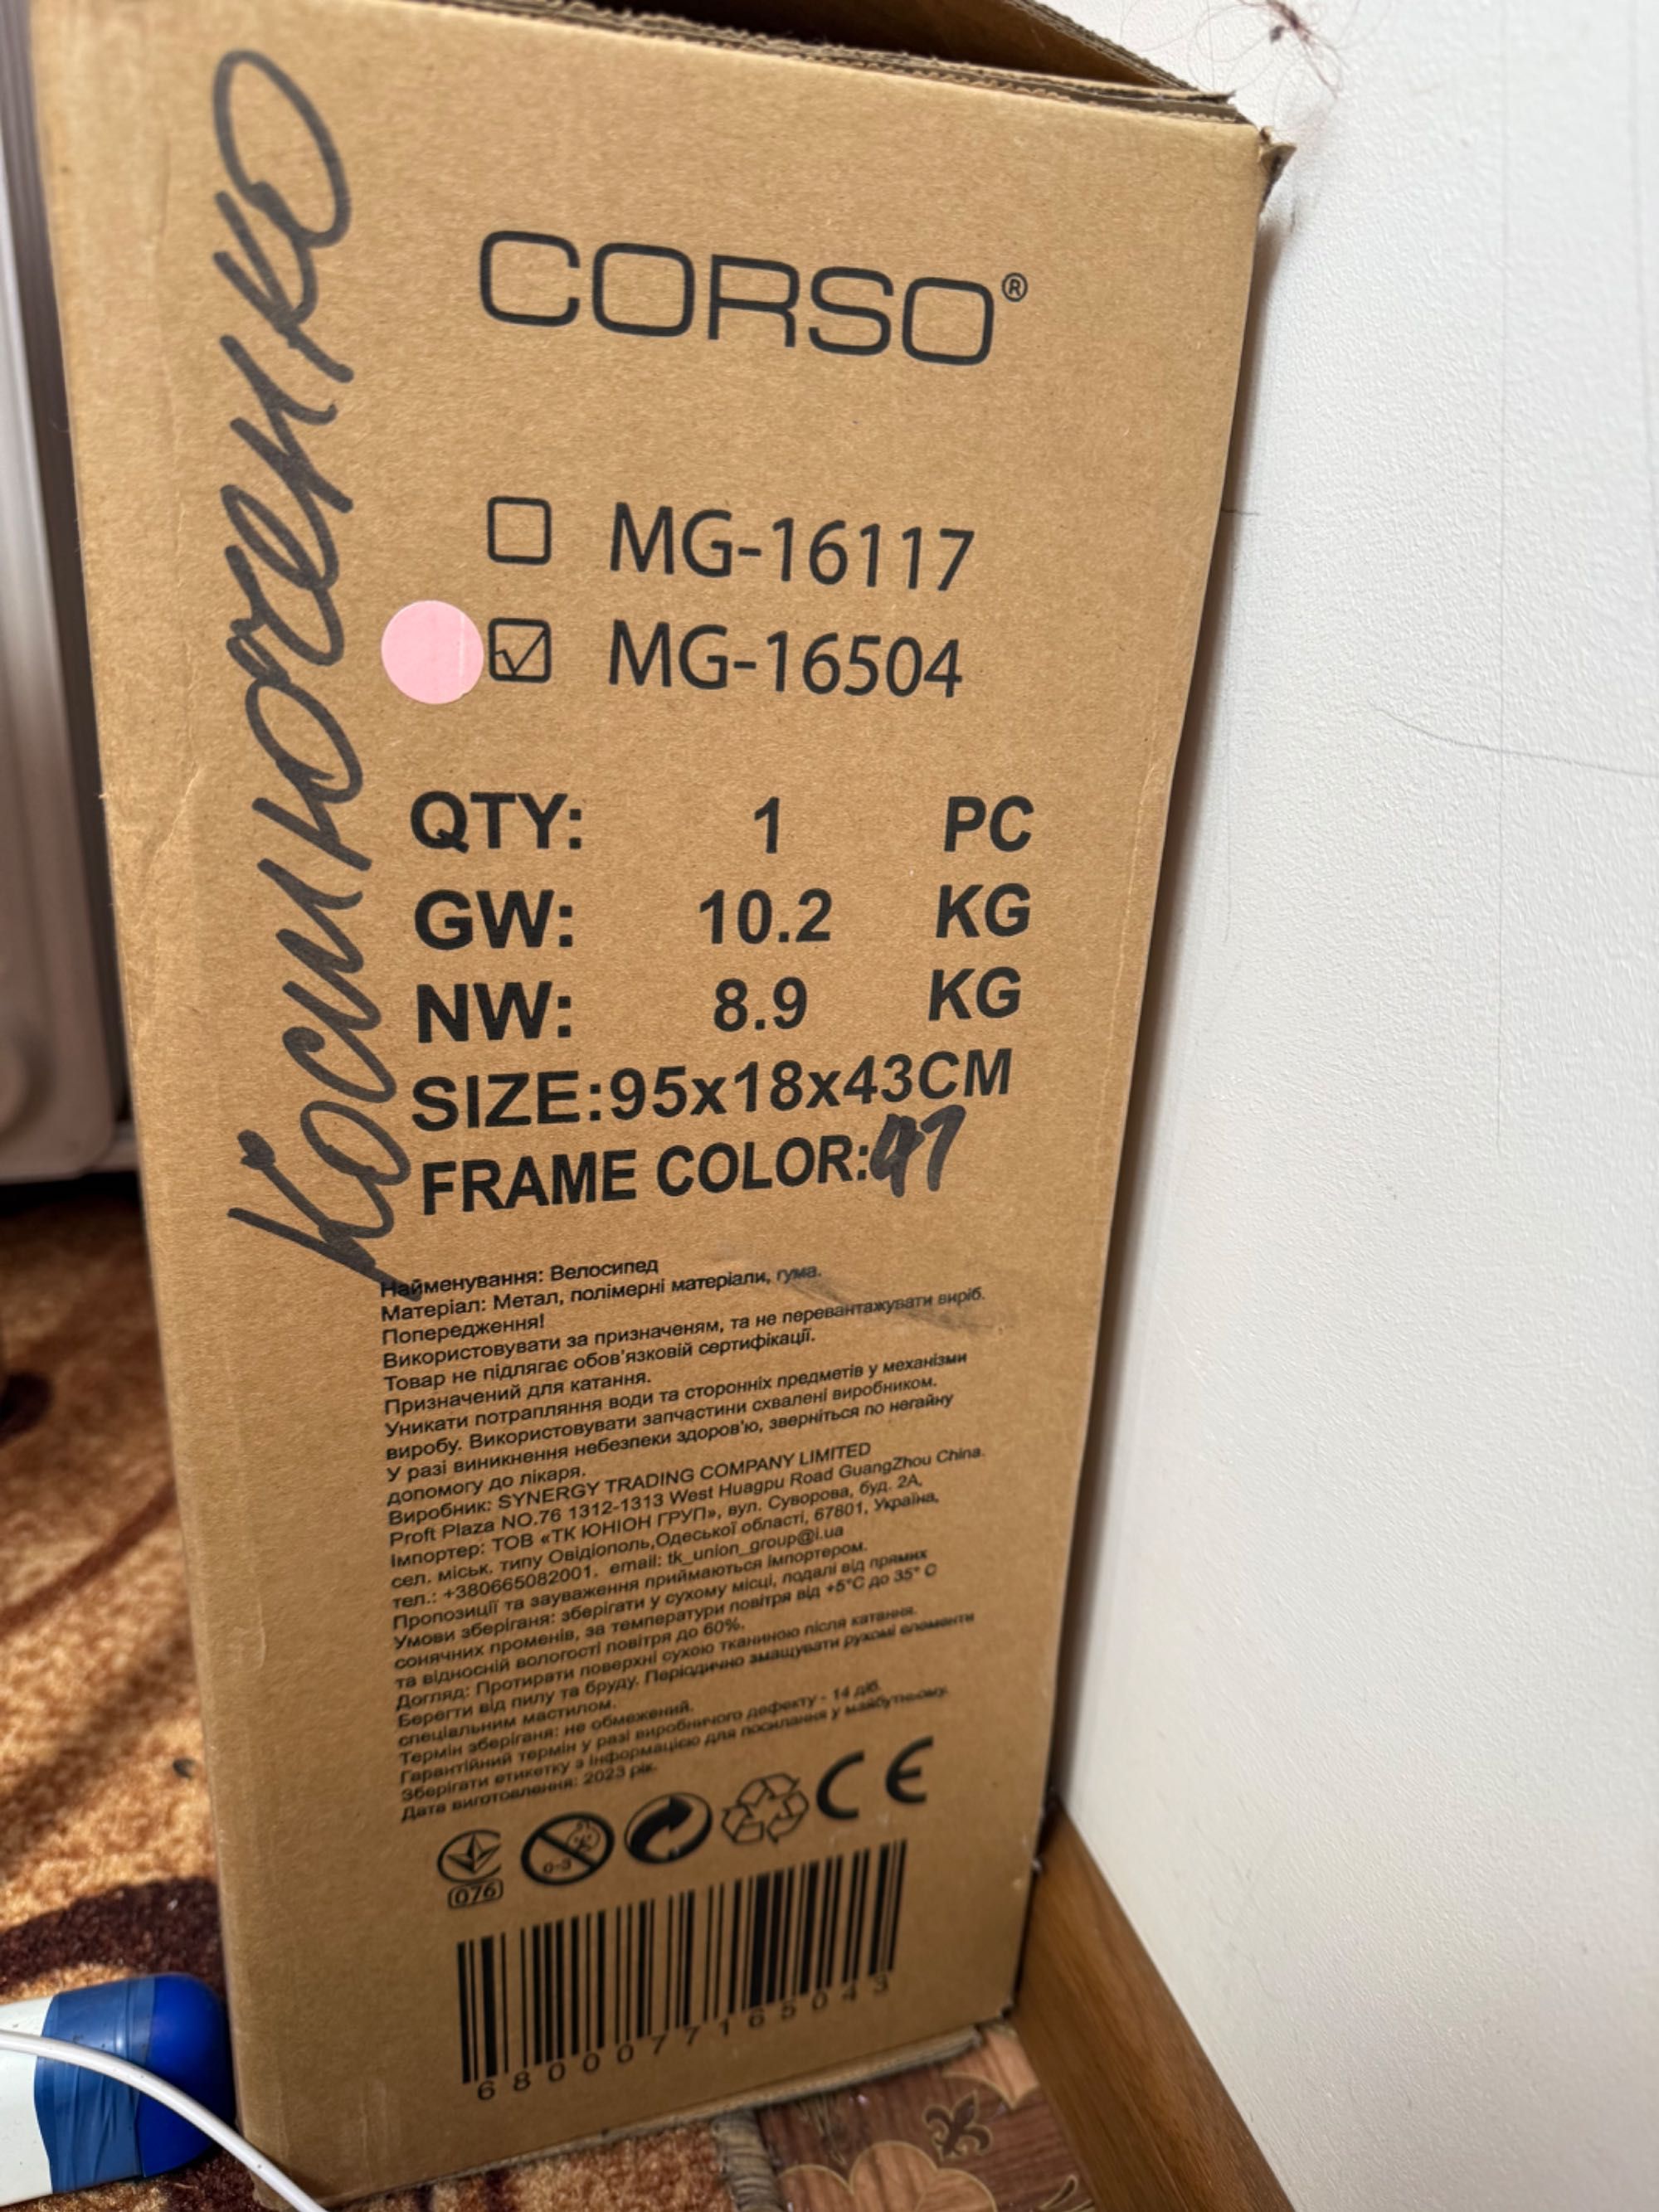 Косиногенко
CORSO®
MG-16117
MG-16504
QTY: 1 PC
GW: 10.2 KG
NW: 8.9 KG
SIZE:95x18x43CM
FRAME COLOR:
Найменування: Велосипед
Матеріал: Метал, полімерні матеріали, гума.
Попередження!
Використовувати за призначеням, та не перевантажувати виріб.
Товар не підлягає обов'язковій сертифікації.
Призначений для катання.
Уникати потрапляння води та сторонніх предметів у механізми
виробу. Використовувати запчастини схвалені виробником.
У разі виникнення небезпеки здоров'ю, зверніться по негайну
допомогу до лікаря.
Виробник: SYNERGY TRADING COMPANY LIMITED
Proft Plaza NO.76 1312-1313 West Huagpu Road GuangZhou China.
Імпортер: ТОВ «ТК ЮНІОН ГРУП», вул. Суворова, буд. 2А,
сел. міськ. типу Овідіополь,Одеської області, 67801, Україна,
тел.: +380665082001, email: tk_union_group@i.ua
Пропозиції та зауваження приймаються Імпортером.
Умови зберіганя: зберігати у сухому місці, подалі від прямих
сонячних променів, за температури повітря від +5°C до 35° C
та відносній вологості повітря до 60%.
Догляд: Протирати поверхні сухою тканиною після катання.
Берегти від пилу та бруду. Періодично змащувати рухомі елементи
спеціальним мастилом.
Термін зберіганя: не обмежений.
Гарантійний термін у разі виробничого дефекту - 14 діб.
Зберігати етикетку з інформацією для посилання у майбутньому.
Дата виготовлення: 2023 рік.
0-3
CE
076
6800077165043